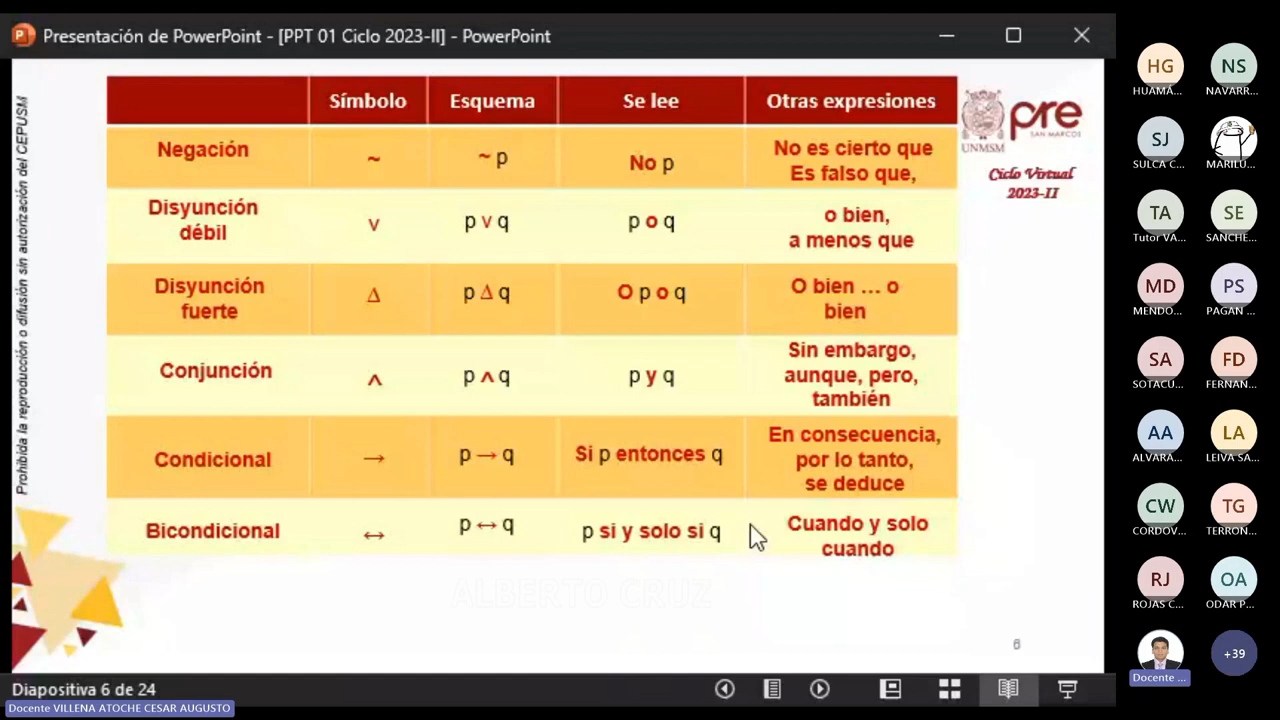 Presentación de PowerPoint - [PPT 01 Ciclo 2023-II] - PowerPoint
Prohibida la reproducción o difusión sin autorización del CEPUSM
Símbolo Esquema Se lee Otras expresiones
Negación ~ ~ p No p No es cierto que
Es falso que,
Disyunción
débil v p v q p o q o bien,
a menos que
Disyunción
fuerte Δ p Δ q O p o q O bien ... o
bien
Conjunción ∧ p ∧ q p y q Sin embargo,
aunque, pero,
también
Condicional → p → q Si p entonces q En consecuencia,
por lo tanto,
se deduce
Bicondicional ↔ p ↔ q p si y solo si q Cuando y solo
cuando
UNMSM
pre
SAN MARCOS
Ciclo Virtual
2023-II
ALBERTO CRUZ
6
Diapositiva 6 de 24
Docente VILLENA ATOCHE CESAR AUGUSTO
HG NS
HUAMÁ... NAVARR...
SJ
SULCA C... MARILU...
TA SE
Tutor VA... SANCHE...
MD PS
MENDO... PAGAN ...
SA FD
SOTACU... FERNAN...
AA LA
ALVARA... LEIVA SA...
CW TG
CORDOV... TERRON...
RJ OA
ROJAS C... ODAR P...
+39
Docente ...